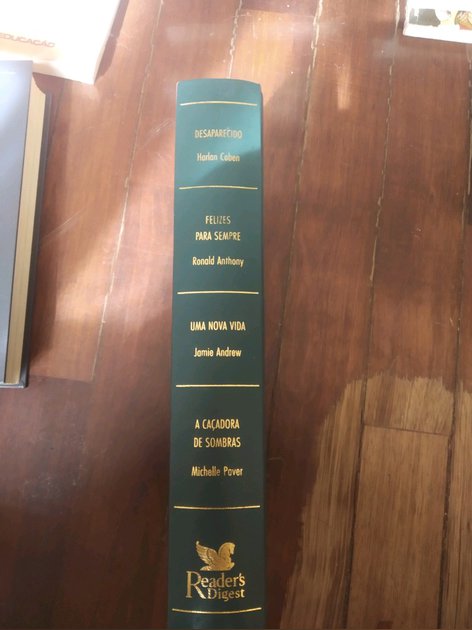 EDUCAÇÃO
DESAPARECIDO
Harlan Coben
FELIZES
PARA SEMPRE
Ronald Anthony
UMA NOVA VIDA
Jamie Andrew
A CAÇADORA
DE SOMBRAS
Michelle Paver
Reader's
Digest